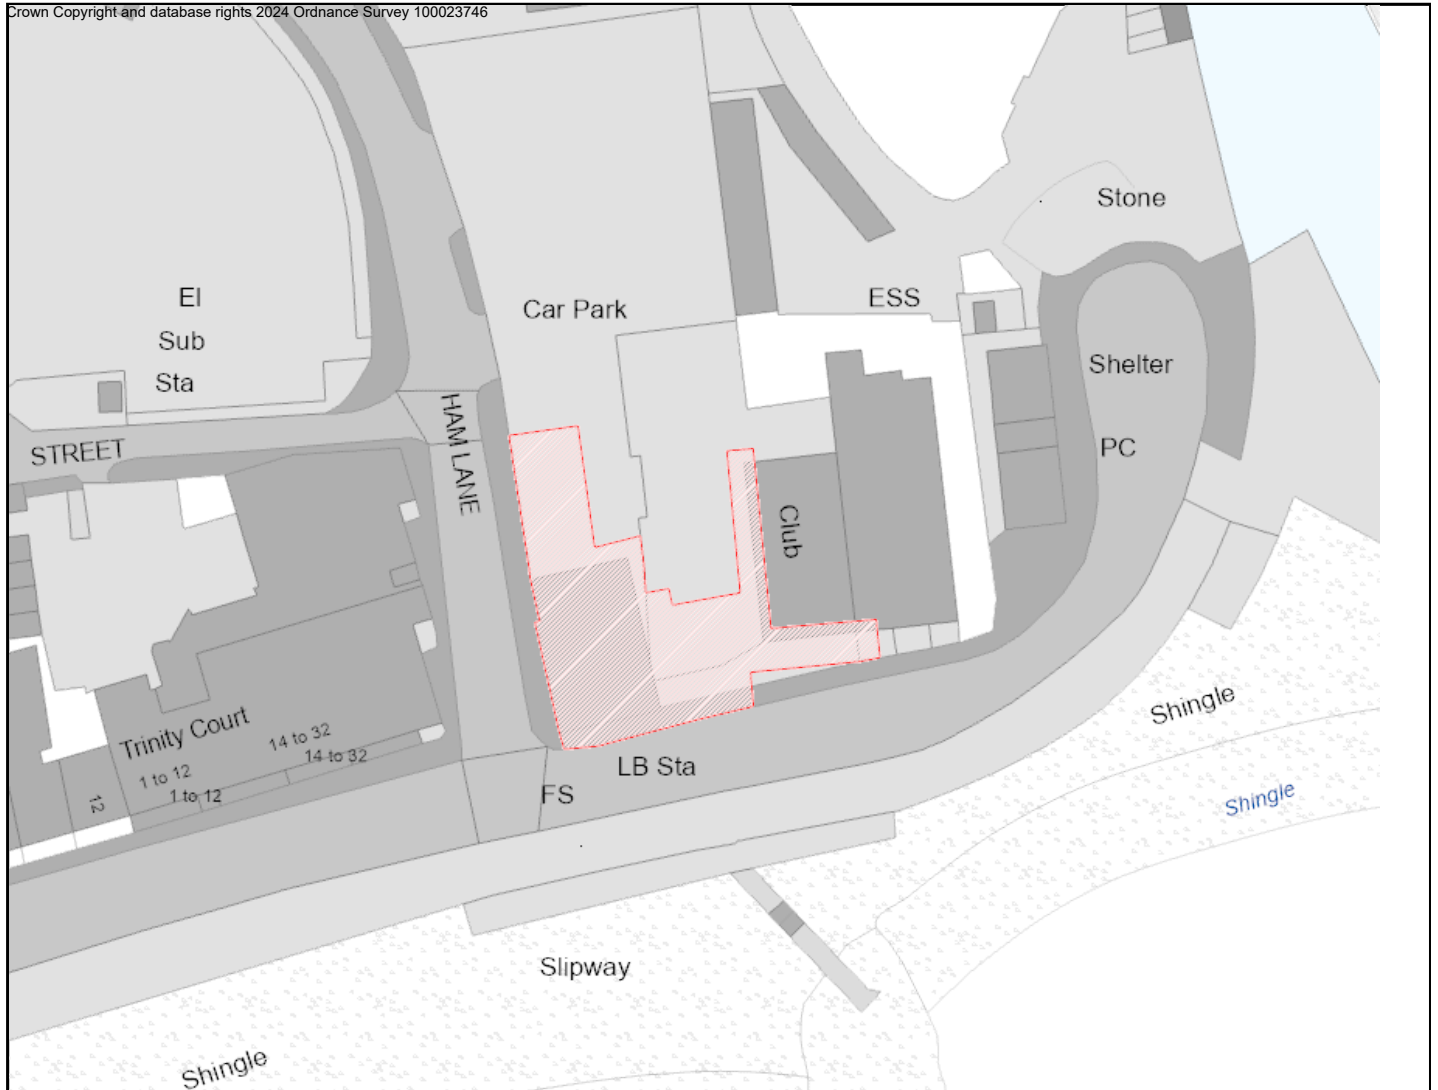 Crown Copyright and database rights 2024 Ordnance Survey 100023746
Stone
El
Sub
Sta
Car Park
ESS
Shelter
STREET
HAM LANE
PC
Club
Trinity Court
14 to 32
14 to 32
1 to 12
1 to 12
12
LB Sta
FS
Shingle
Shingle
Slipway
Shingle